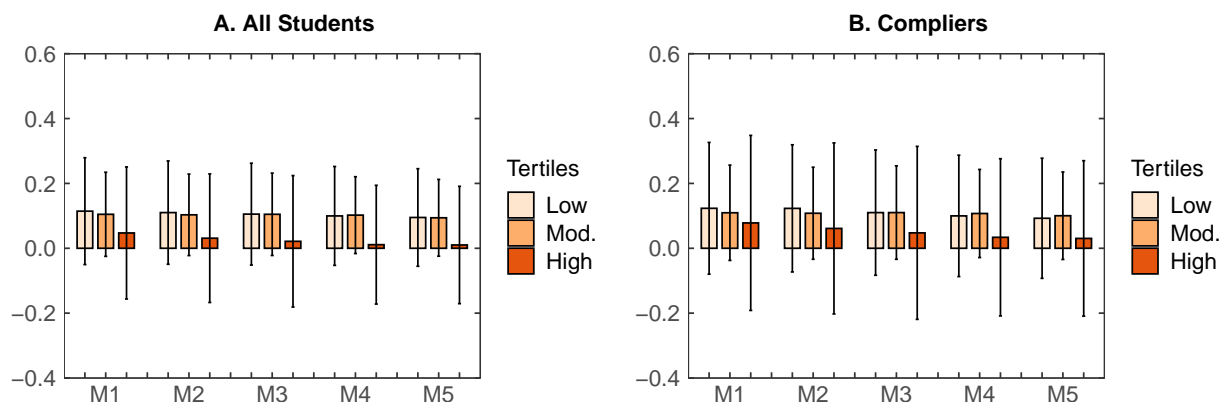 A. All Students
0.6
0.4
0.2
0.0
−0.2
−0.4
M1 M2 M3 M4 M5
Tertiles
Low
Mod.
High
B. Compliers
0.6
0.4
0.2
0.0
−0.2
−0.4
M1 M2 M3 M4 M5
Tertiles
Low
Mod.
High